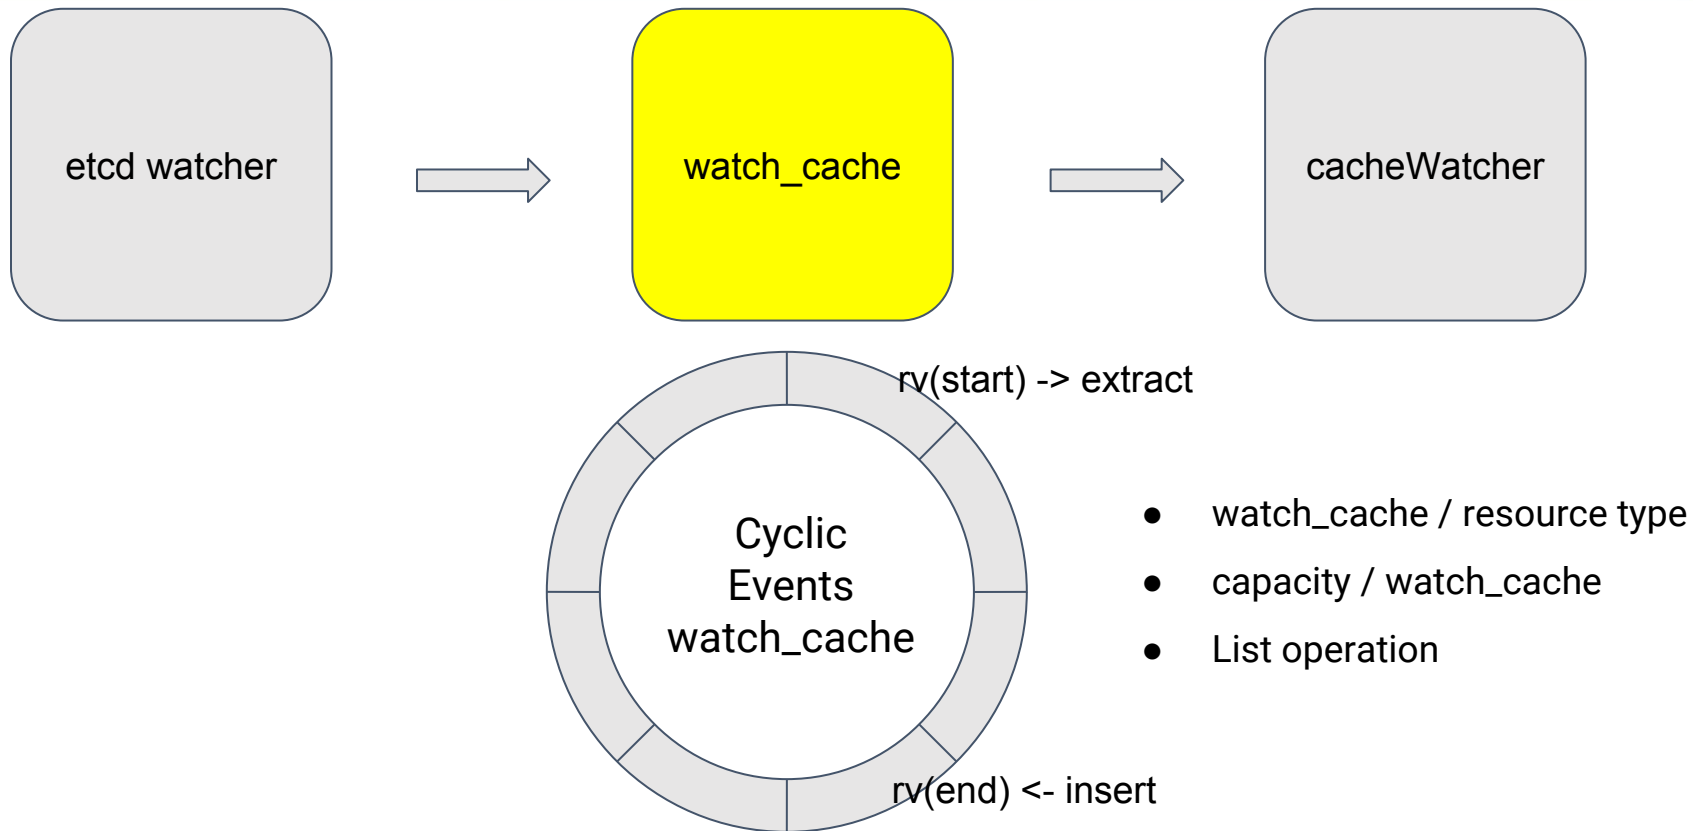 etcd watcher
watch_cache
cacheWatcher
rv(start) -> extract
Cyclic
Events
watch_cache
● watch_cache / resource type
● capacity / watch_cache
● List operation
rv(end) <- insert